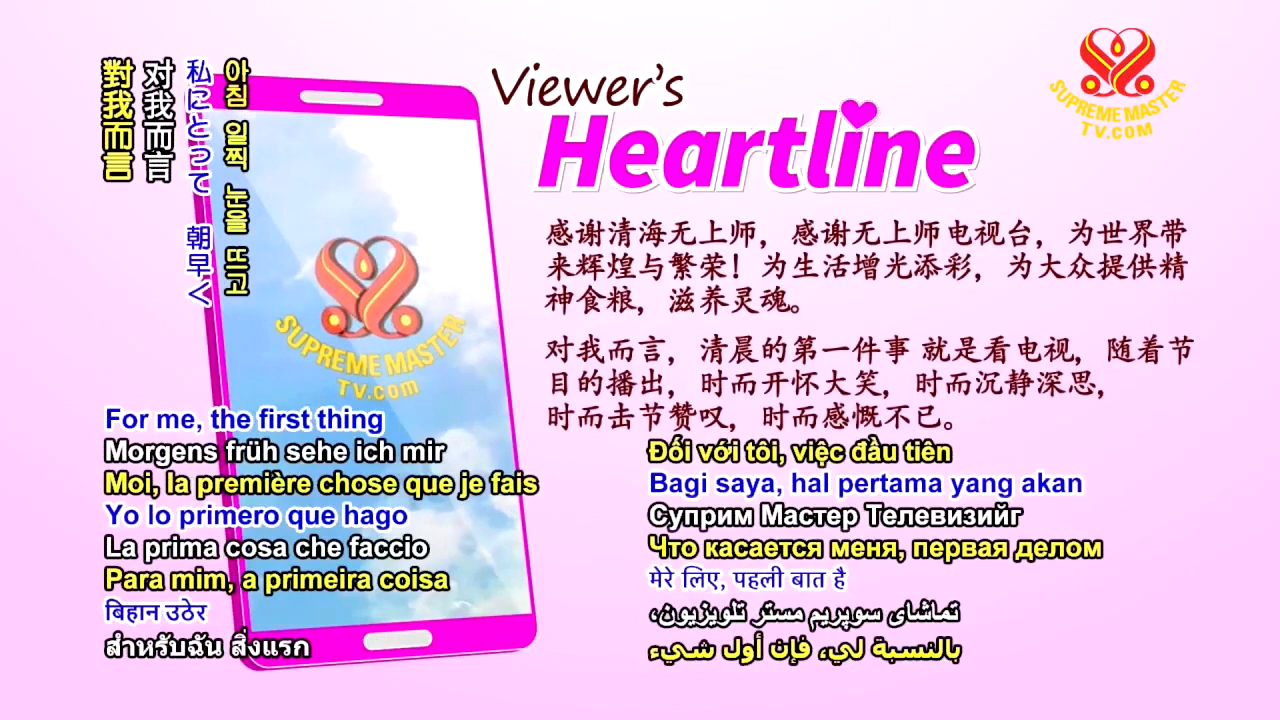 Viewer's
Heartline
SUPREME MASTER
TV.COM
對我而言
对我而言
私にとって 朝早く
아침 일찍 눈을 뜨고
SUPREME MASTER
TV.COM
感谢清海无上师，感谢无上师电视台，为世界带
来辉煌与繁荣！为生活增光添彩，为大众提供精
神食粮，滋养灵魂。
对我而言，清晨的第一件事 就是看电视，随着节
目的播出，时而开怀大笑，时而沉静深思，
时而击节赞叹，时而感慨不已。
For me, the first thing
Morgens früh sehe ich mir
Moi, la première chose que je fais
Yo lo primero que hago
La prima cosa che faccio
Para mim, a primeira coisa
बिहान उठेर
สำหรับฉัน สิ่งแรก
Đối với tôi, việc đầu tiên
Bagi saya, hal pertama yang akan
Суприм Мастер Телевизийг
Что касается меня, первая делом
मेरे लिए, पहली बात है
تماشای سوپریم مستر تلویزیون،
بالنسبة لي، فإن أول شيء